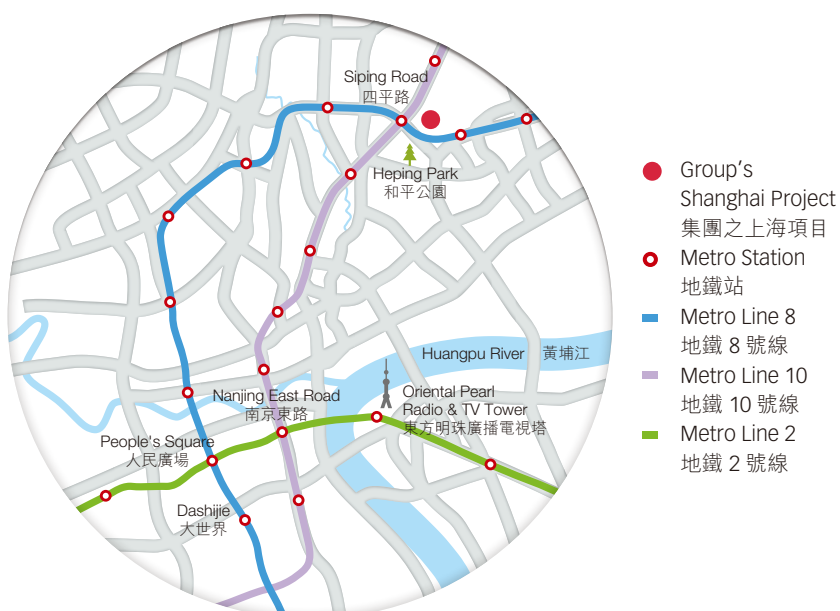 Siping Road
四平路
Heping Park
和平公園
Huangpu River 黃埔江
Nanjing East Road
南京東路
Oriental Pearl
Radio & TV Tower
東方明珠廣播電視塔
People's Square
人民廣場
Dashijie
大世界
Group's
Shanghai Project
集團之上海項目
Metro Station
地鐵站
Metro Line 8
地鐵 8 號線
Metro Line 10
地鐵 10 號線
Metro Line 2
地鐵 2 號線